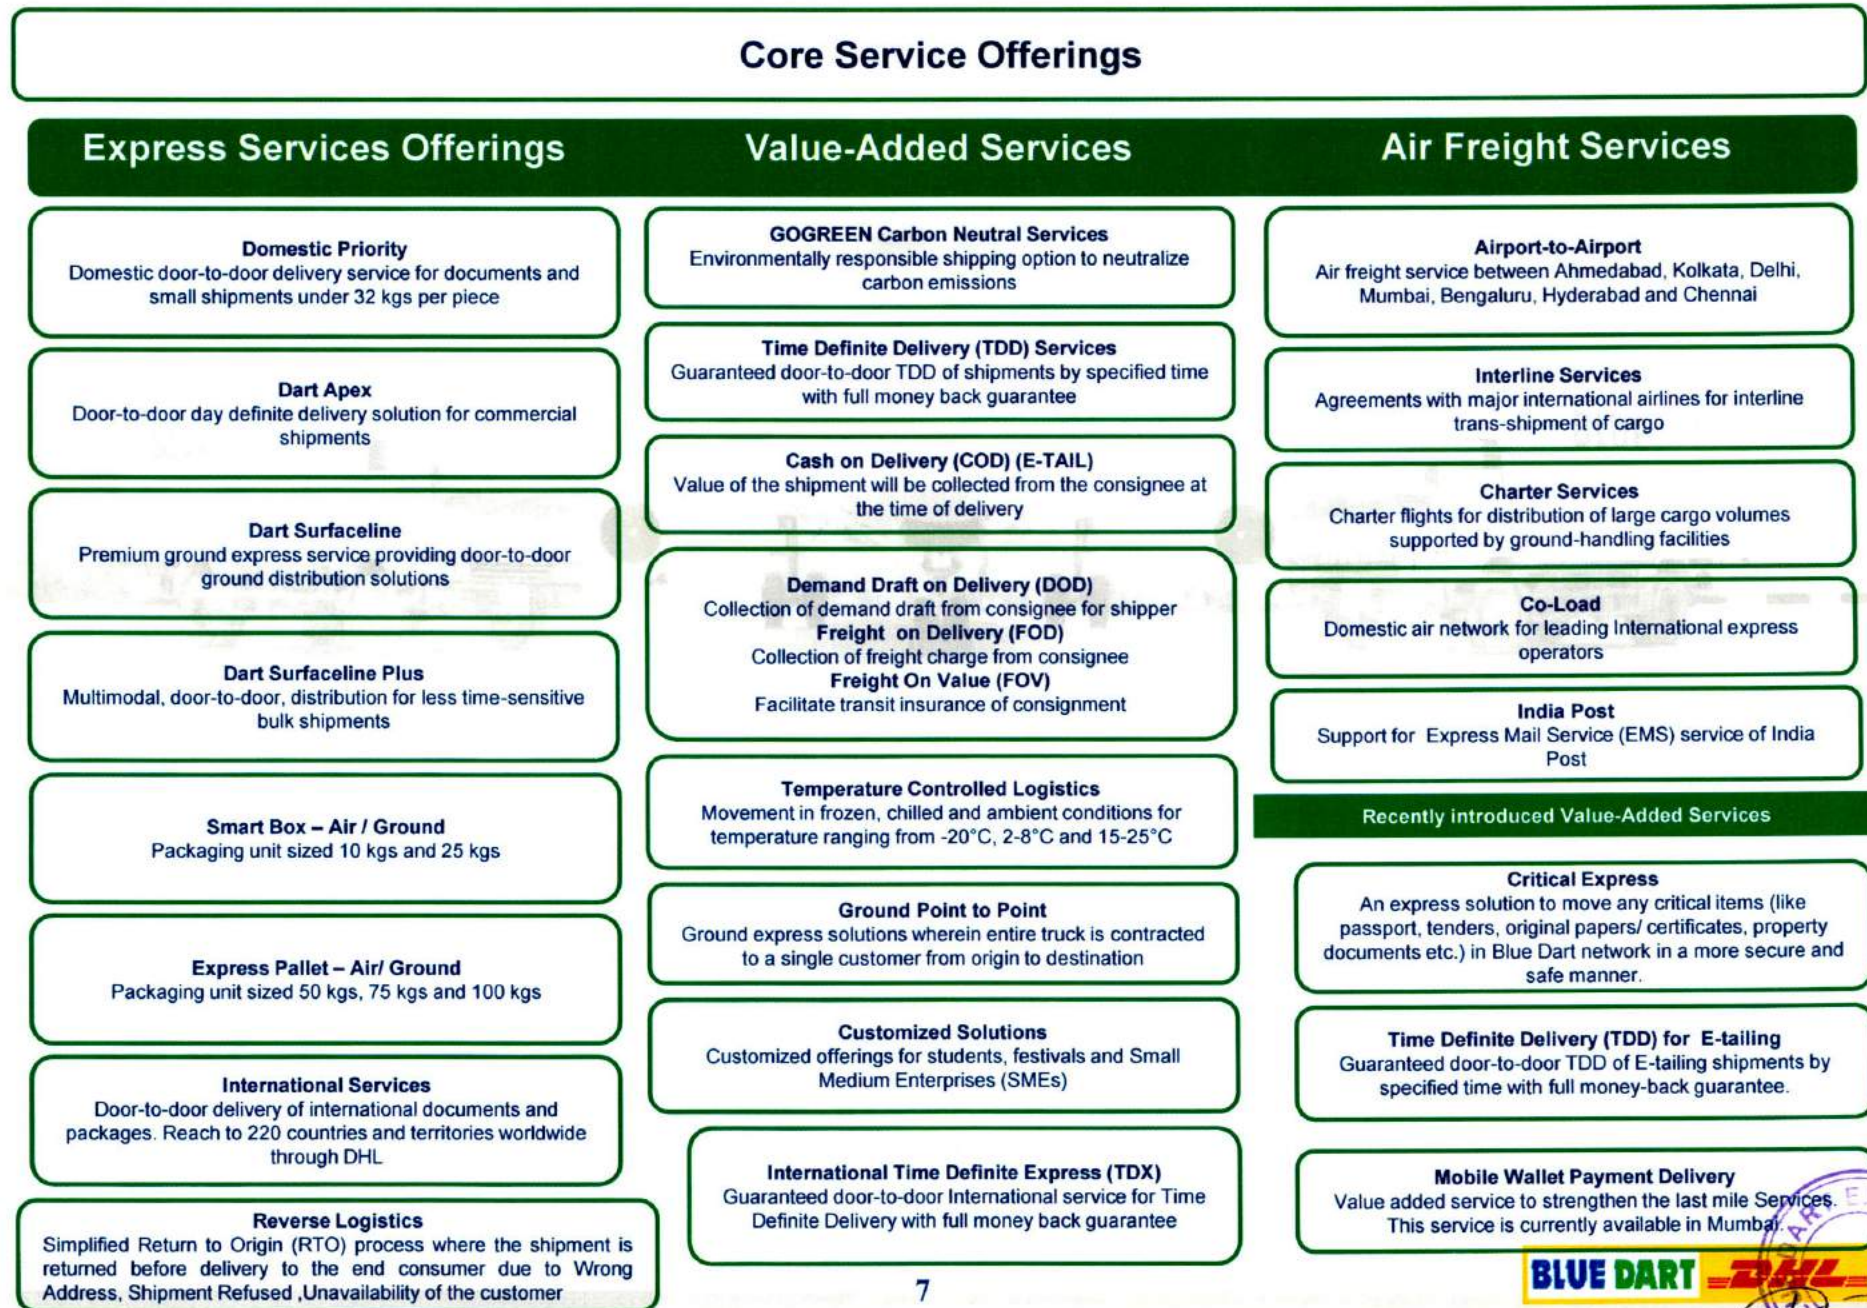 Core Service Offerings
Express Services Offerings
Value-Added Services
Air Freight Services
Domestic Priority
Domestic door-to-door delivery service for documents and
small shipments under 32 kgs per piece
Dart Apex
Door-to-door day definite delivery solution for commercial
shipments
Dart Surfaceline
Premium ground express service providing door-to-door
ground distribution solutions
Dart Surfaceline Plus
Multimodal, door-to-door, distribution for less time-sensitive
bulk shipments
Smart Box – Air / Ground
Packaging unit sized 10 kgs and 25 kgs
Express Pallet – Air/ Ground
Packaging unit sized 50 kgs, 75 kgs and 100 kgs
International Services
Door-to-door delivery of international documents and
packages. Reach to 220 countries and territories worldwide
through DHL
Reverse Logistics
Simplified Return to Origin (RTO) process where the shipment is
returned before delivery to the end consumer due to Wrong
Address, Shipment Refused ,Unavailability of the customer
GOGREEN Carbon Neutral Services
Environmentally responsible shipping option to neutralize
carbon emissions
Time Definite Delivery (TDD) Services
Guaranteed door-to-door TDD of shipments by specified time
with full money back guarantee
Cash on Delivery (COD) (E-TAIL)
Value of the shipment will be collected from the consignee at
the time of delivery
Demand Draft on Delivery (DOD)
Collection of demand draft from consignee for shipper
Freight on Delivery (FOD)
Collection of freight charge from consignee
Freight On Value (FOV)
Facilitate transit insurance of consignment
Temperature Controlled Logistics
Movement in frozen, chilled and ambient conditions for
temperature ranging from -20°C, 2-8°C and 15-25°C
Ground Point to Point
Ground express solutions wherein entire truck is contracted
to a single customer from origin to destination
Customized Solutions
Customized offerings for students, festivals and Small
Medium Enterprises (SMEs)
International Time Definite Express (TDX)
Guaranteed door-to-door International service for Time
Definite Delivery with full money back guarantee
Airport-to-Airport
Air freight service between Ahmedabad, Kolkata, Delhi,
Mumbai, Bengaluru, Hyderabad and Chennai
Interline Services
Agreements with major international airlines for interline
trans-shipment of cargo
Charter Services
Charter flights for distribution of large cargo volumes
supported by ground-handling facilities
Co-Load
Domestic air network for leading International express
operators
India Post
Support for Express Mail Service (EMS) service of India
Post
Recently introduced Value-Added Services
Critical Express
An express solution to move any critical items (like
passport, tenders, original papers/ certificates, property
documents etc.) in Blue Dart network in a more secure and
safe manner.
Time Definite Delivery (TDD) for E-tailing
Guaranteed door-to-door TDD of E-tailing shipments by
specified time with full money-back guarantee.
Mobile Wallet Payment Delivery
Value added service to strengthen the last mile Services.
This service is currently available in Mumbai.
7
BLUE DART DHL